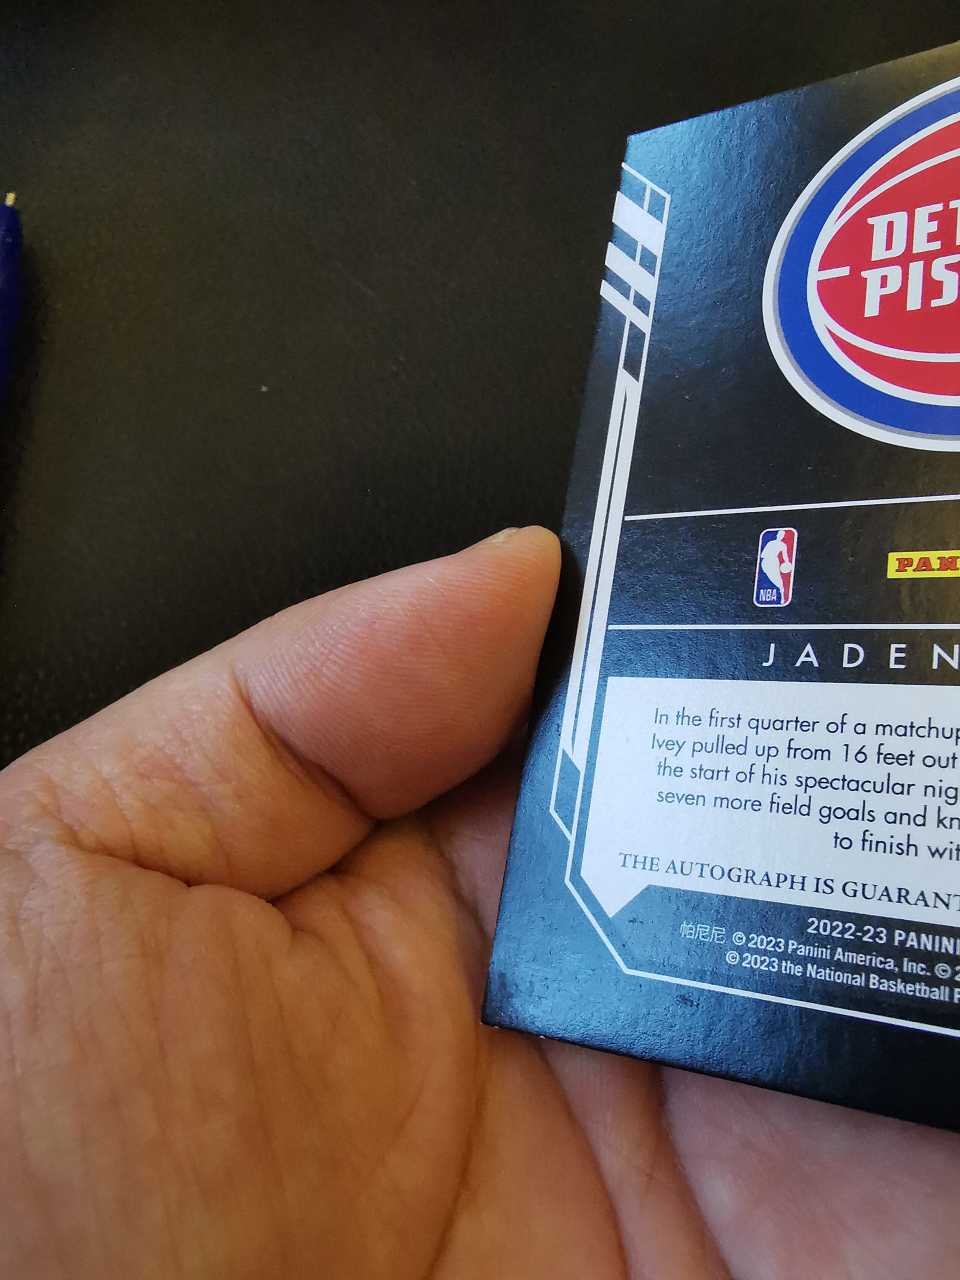 DET
PIS
NBA
PAN
JADEN
In the first quarter of a matchup
Ivey pulled up from 16 feet out
the start of his spectacular nig
seven more field goals and kn
to finish wit
THE AUTOGRAPH IS GUARANT
2022-23 PANINI
帕尼尼 © 2023 Panini America, Inc. © 2
© 2023 the National Basketball P